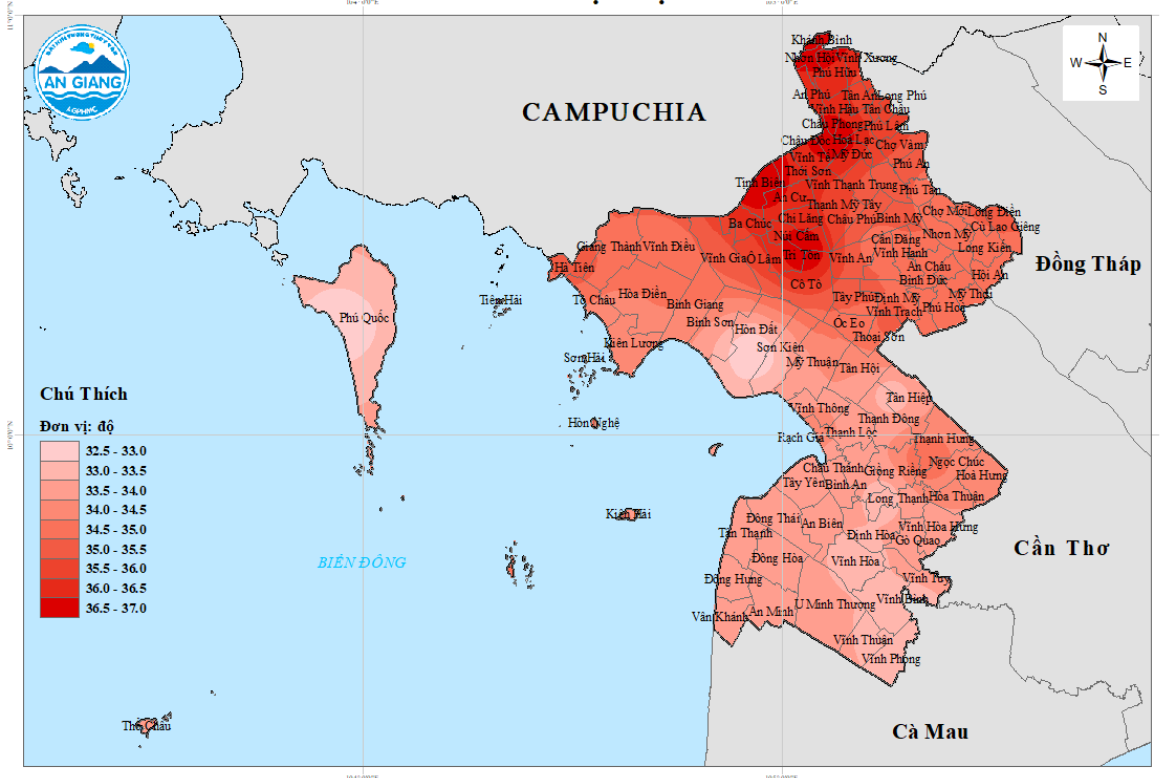 AN GIANG
CAMPUCHIA
N
W E
S
Khánh Bình
Nhơn Hội Vĩnh Xương
Phú Hữu
An Phú Tân An Long Phú
Vĩnh Hậu Tân Châu
Châu Phong Phú Lâm
Châu Đốc Hòa Lạc Chợ Vàm
Vĩnh Tế Mỹ Đức
Phú An
Thới Sơn
Tịnh Biên Vĩnh Thạnh Trung Phú Tân
An Cư Thạnh Mỹ Tây
Chợ Mới Long Điền
Ba Chúc Chi Lăng Châu Phú Bình Mỹ
Cù Lao Giêng
Núi Cấm Cần Đăng Nhơn Mỹ
Giang Thành Vĩnh Điều Vĩnh Hanh Long Kiến
Vĩnh Gia Ô Lâm Tri Tôn Vĩnh An
Hà Tiên An Châu Hội An
Bình Đức
Đồng Tháp
Cô Tô
Tiên Hải Tô Châu Hòa Điền Bình Giang Tây Phú Định Mỹ Mỹ Thới
Vĩnh Trạch Phú Hòa
Phú Quốc
Bình Sơn Hòn Đất Óc Eo
Thoại Sơn
Kiên Lương Sơn Kiên
Sơn Hải Mỹ Thuận Tân Hội
Chú Thích
Đơn vị: độ
32.5 - 33.0
33.0 - 33.5
33.5 - 34.0
34.0 - 34.5
34.5 - 35.0
35.0 - 35.5
35.5 - 36.0
36.0 - 36.5
36.5 - 37.0
Tân Hiệp
Vĩnh Thông
Thạnh Đông
Hòn Nghệ
Rạch Giá Thạnh Lộc Thạnh Hưng
Ngọc Chúc
Châu Thành Giồng Riềng Hoà Hưng
Tây Yên Bình An
Long Thạnh Hòa Thuận
Kiên Hải
Đông Thái An Biên Vĩnh Hòa Hưng
Tân Thạnh Định Hòa Gò Quao
Cần Thơ
BIỂN ĐÔNG
Đông Hòa Vĩnh Hòa
Đông Hưng Vĩnh Tuy
Vĩnh Bình
U Minh Thượng
Vân Khánh An Minh
Vĩnh Thuận
Vĩnh Phong
Thổ Châu
Cà Mau